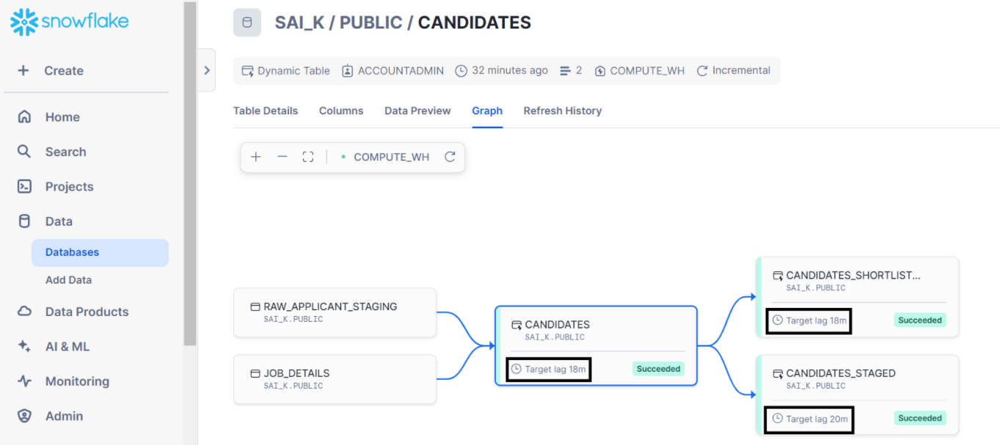 snowflake
Create
Home
Search
Projects
Data
Databases
Add Data
Data Products
AI & ML
Monitoring
Admin
SAI_K / PUBLIC / CANDIDATES
Dynamic Table ACCOUNTADMIN 32 minutes ago 2 COMPUTE_WH Incremental
Table Details Columns Data Preview Graph Refresh History
COMPUTE_WH
RAW_APPLICANT_STAGING
SAI_K.PUBLIC
JOB_DETAILS
SAI_K.PUBLIC
CANDIDATES
SAI_K.PUBLIC
Target lag 18m Succeeded
CANDIDATES_SHORTLIST...
SAI_K.PUBLIC
Target lag 18m Succeeded
CANDIDATES_STAGED
SAI_K.PUBLIC
Target lag 20m Succeeded